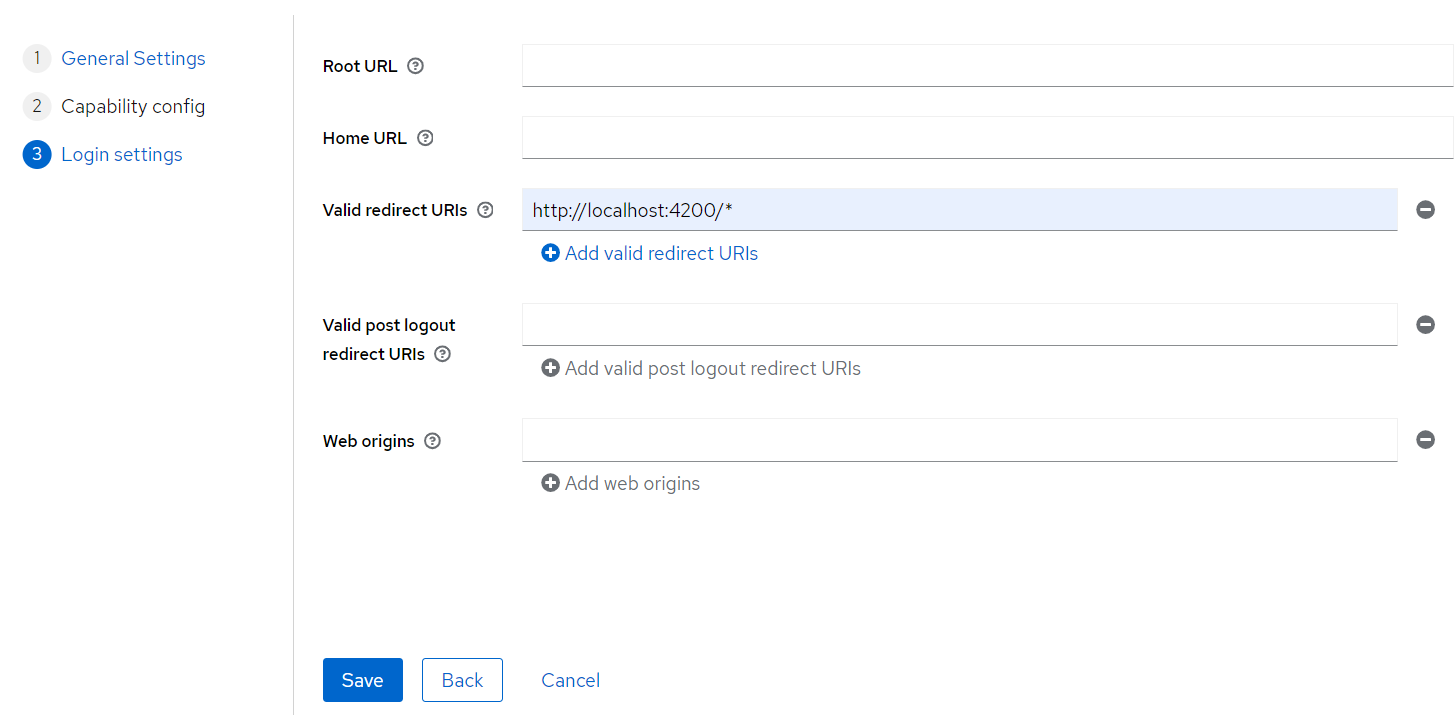 1 General Settings
2 Capability config
3 Login settings
Root URL
Home URL
Valid redirect URIs
http://localhost:4200/*
Add valid redirect URIs
Valid post logout
redirect URIs
Add valid post logout redirect URIs
Web origins
Add web origins
Save Back Cancel